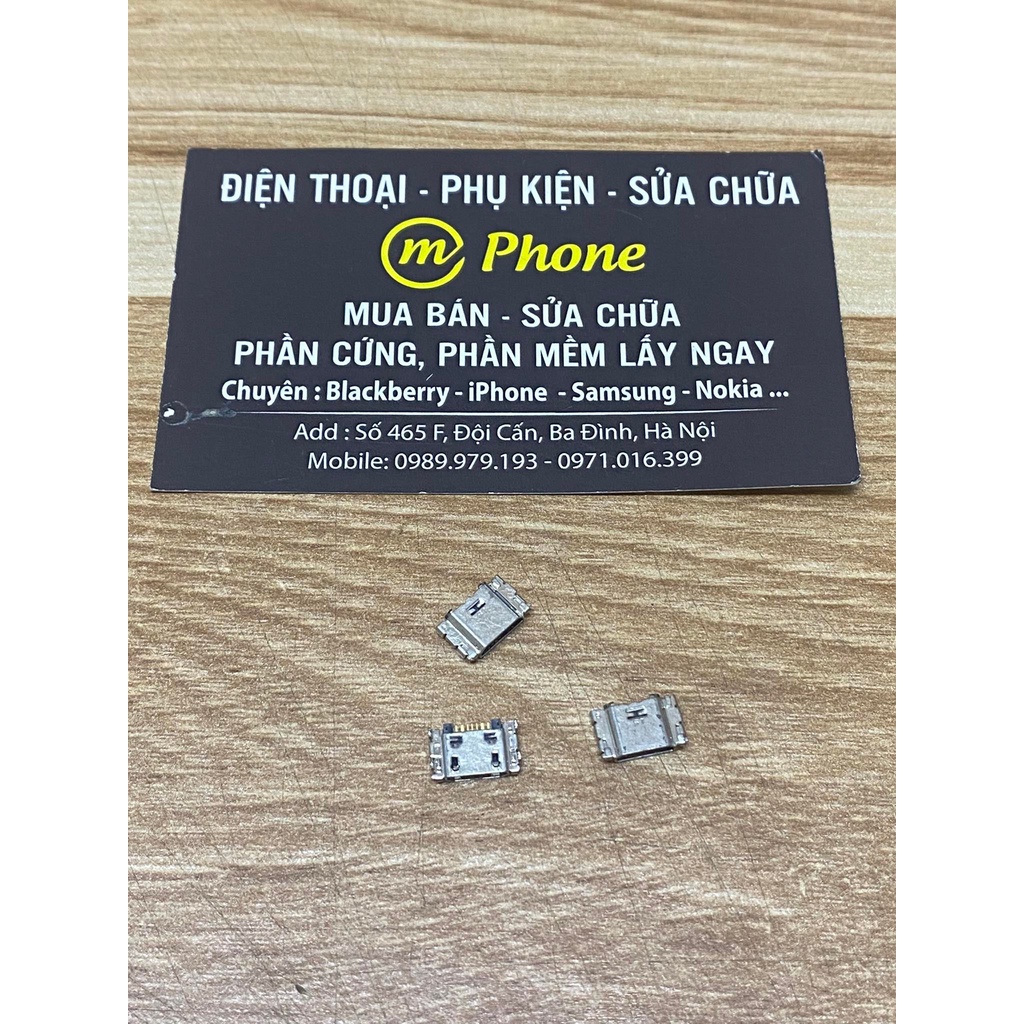 ĐIỆN THOẠI - PHỤ KIỆN - SỬA CHỮA
m Phone
MUA BÁN - SỬA CHỮA
PHẦN CỨNG, PHẦN MỀM LẤY NGAY
Chuyên : Blackberry - iPhone - Samsung - Nokia ...
Add : Số 465 F, Đội Cấn, Ba Đình, Hà Nội
Mobile: 0989.979.193 - 0971.016.399